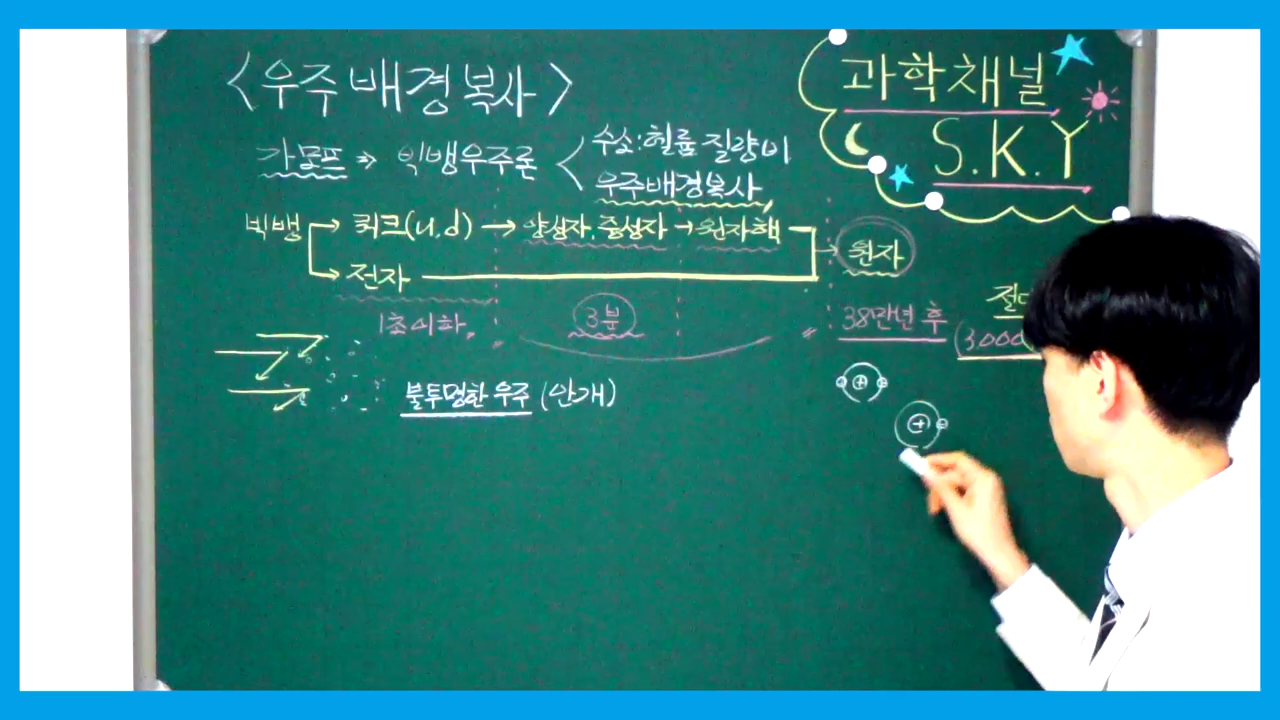 <우주배경복사>
과학채널
S.K.Y
가모프 ⇒ 빅뱅우주론
수소:헬륨 질량비
우주배경복사
빅뱅 → 쿼크(u,d) → 양성자, 중성자 → 원자핵
→ 전자
→ 원자
1초이하
3분
38만년 후
절
(3000
불투명한 우주 (안개)
⊕ ⊖
⊕ ⊖